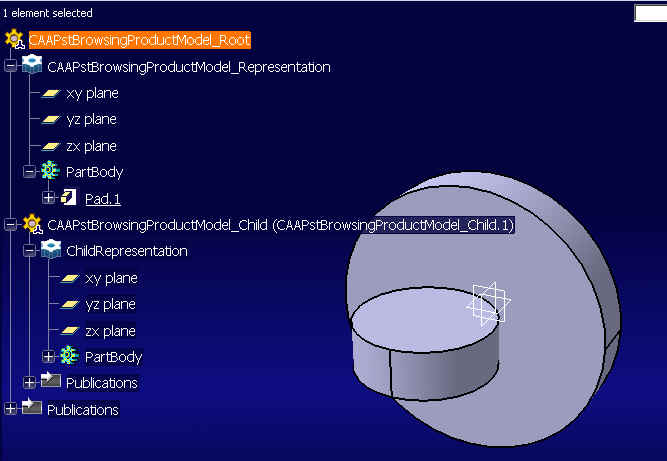 1 element selected
CAAPstBrowsingProductModel_Root
CAAPstBrowsingProductModel_Representation
xy plane
yz plane
zx plane
PartBody
Pad.1
CAAPstBrowsingProductModel_Child (CAAPstBrowsingProductModel_Child.1)
ChildRepresentation
xy plane
yz plane
zx plane
PartBody
Publications
Publications